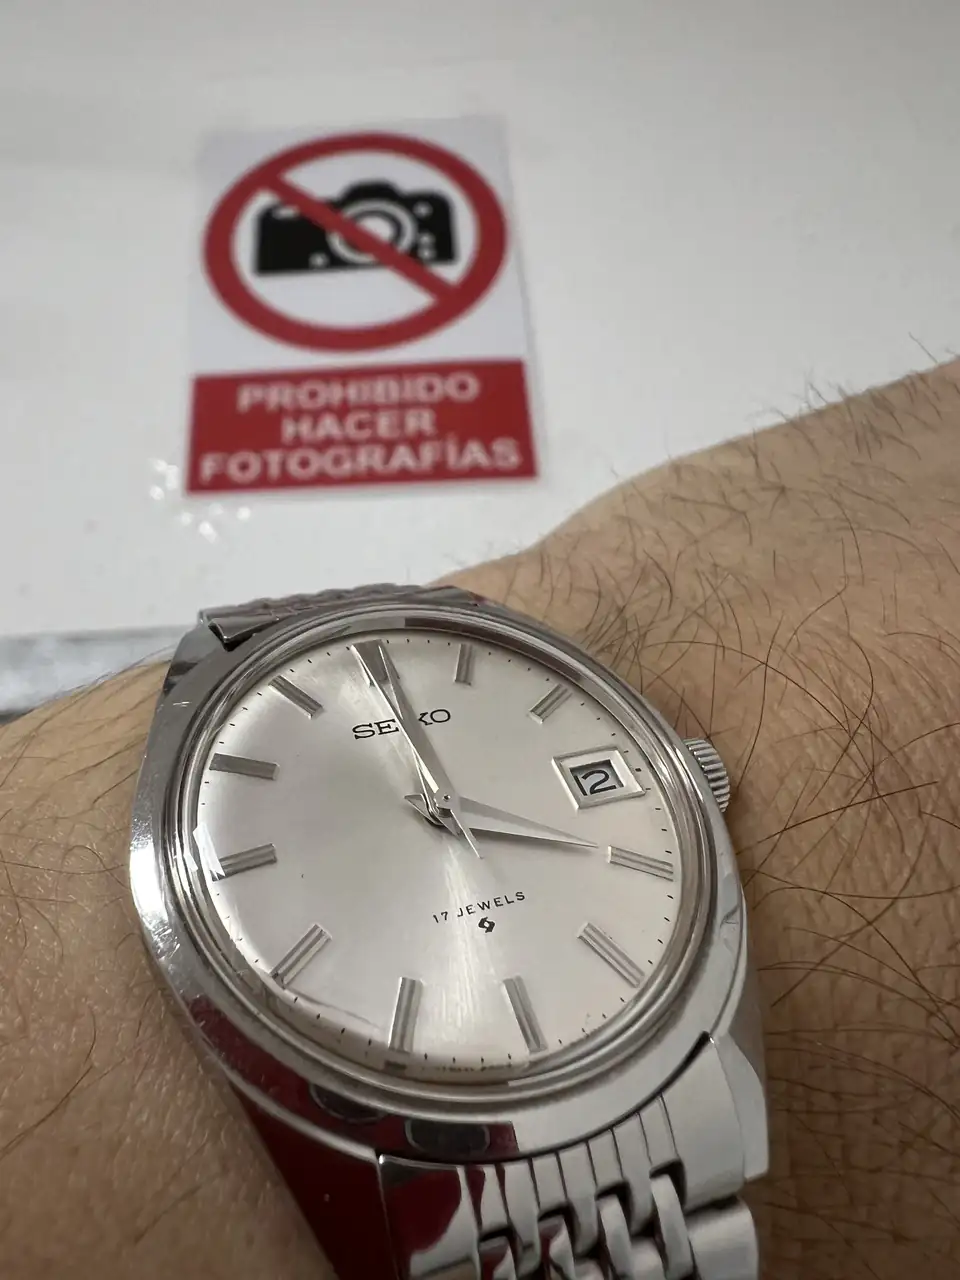 PROHIBIDO
HACER
FOTOGRAFÍAS
SEIKO
2
17 JEWELS